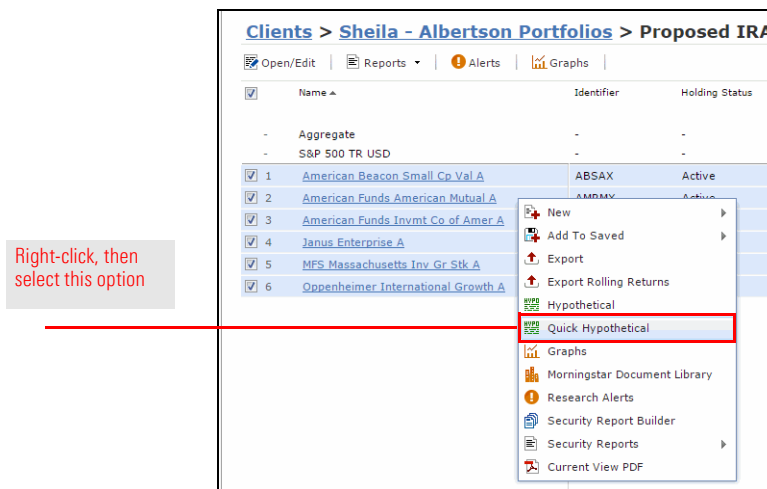 Clients > Sheila - Albertson Portfolios > Proposed IRA
Open/Edit Reports Alerts Graphs
Name Identifier Holding Status
- Aggregate - -
- S&P 500 TR USD - -
1 American Beacon Small Cp Val A ABSAX Active
2 American Funds American Mutual A AMRMX Active
3 American Funds Invmt Co of Amer A
4 Janus Enterprise A
5 MFS Massachusetts Inv Gr Stk A
6 Oppenheimer International Growth A
New
Add To Saved
Export
Export Rolling Returns
HYPO Hypothetical
HYPO Quick Hypothetical
Graphs
Morningstar Document Library
Research Alerts
Security Report Builder
Security Reports
Current View PDF
Right-click, then
select this option